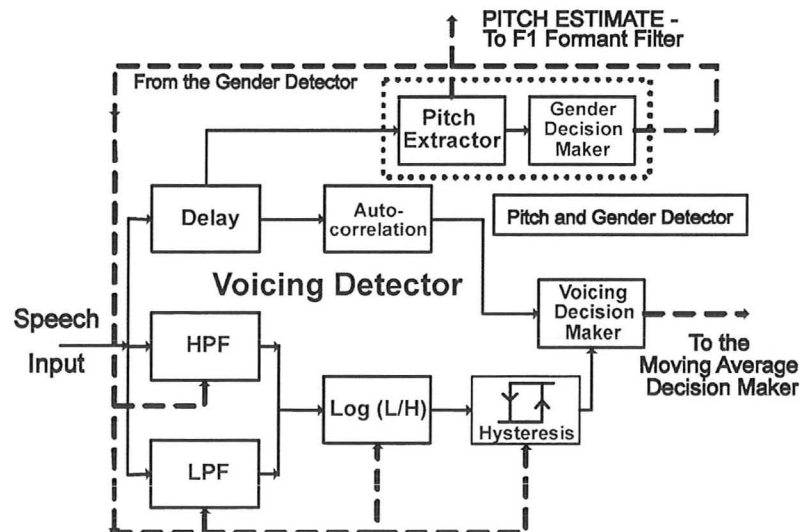 PITCH ESTIMATE -
To F1 Formant Filter
From the Gender Detector
Pitch
Extractor
Gender
Decision
Maker
Delay
Auto-
correlation
Pitch and Gender Detector
Voicing Detector
Voicing
Decision
Maker
Speech
Input
HPF
To the
Moving Average
Decision Maker
Log (L/H)
Hysteresis
LPF